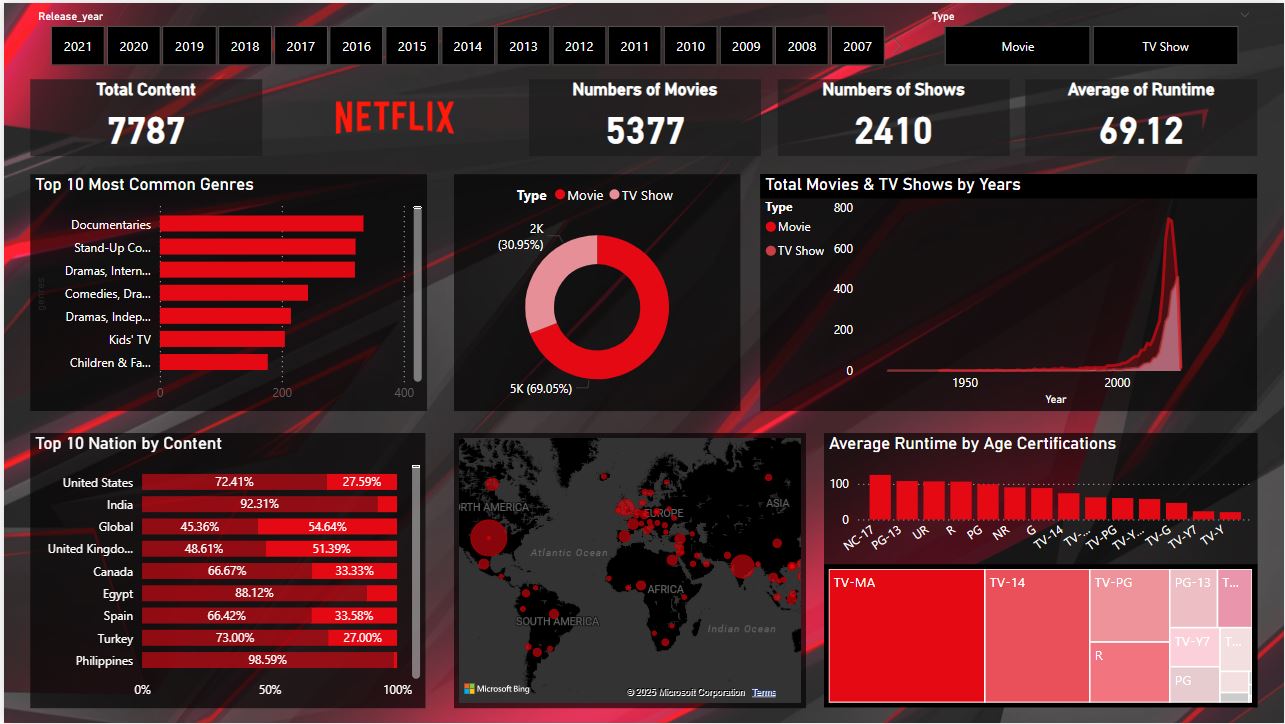 Release_year
Type
2021 2020 2019 2018 2017 2016 2015 2014 2013 2012 2011 2010 2009 2008 2007
Movie TV Show
Total Content
7787
NETFLIX
Numbers of Movies
5377
Numbers of Shows
2410
Average of Runtime
69.12
Top 10 Most Common Genres
genres
Documentaries
Stand-Up Co...
Dramas, Intern...
Comedies, Dra...
Dramas, Indep...
Kids' TV
Children & Fa...
0 200 400
Type Movie TV Show
2K
(30.95%)
5K (69.05%)
Total Movies & TV Shows by Years
Type
Movie
TV Show
800
600
400
200
0
1950 2000
Year
Top 10 Nation by Content
United States 72.41% 27.59%
India 92.31%
Global 45.36% 54.64%
United Kingdo... 48.61% 51.39%
Canada 66.67% 33.33%
Egypt 88.12%
Spain 66.42% 33.58%
Turkey 73.00% 27.00%
Philippines 98.59%
0% 50% 100%
RTH AMERICA
EUROPE
ASIA
Atlantic Ocean
AFRICA
SOUTH AMERICA
Indian Ocean
Microsoft Bing
© 2025 Microsoft Corporation Terms
Average Runtime by Age Certifications
100
0
NC-17 PG-13 UR R PG NR G TV-14 TV-... TV-PG TV-Y... TV-G TV-Y7 TV-Y
TV-MA
TV-14
TV-PG
R
PG-13
T...
TV-Y7
T...
PG